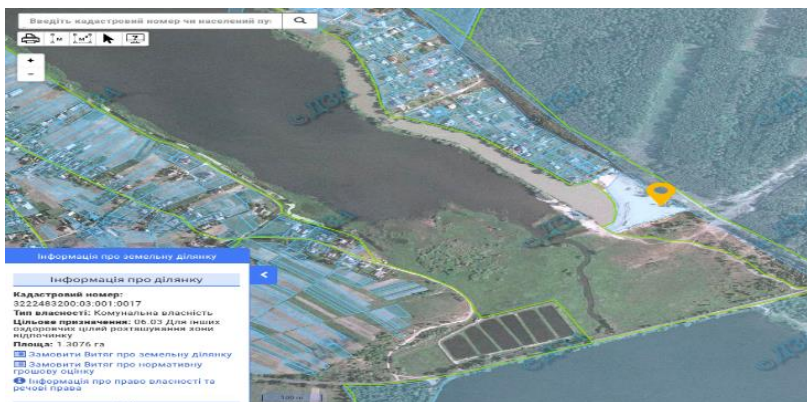 Введіть кадастровий номер чи населений пу
+
-
Інформація про земельну ділянку
Інформація про ділянку
Кадастровий номер:
3222483200:03:001:0017
Тип власності: Комунальна власність
Цільове призначення: 06.03 Для інших
оздоровчих цілей розташування зони
відпочинку
Площа: 1.3076 га
Замовити Витяг про земельну ділянку
Замовити Витяг про нормативну
грошову оцінку
Інформація про право власності та
речові права
100 m